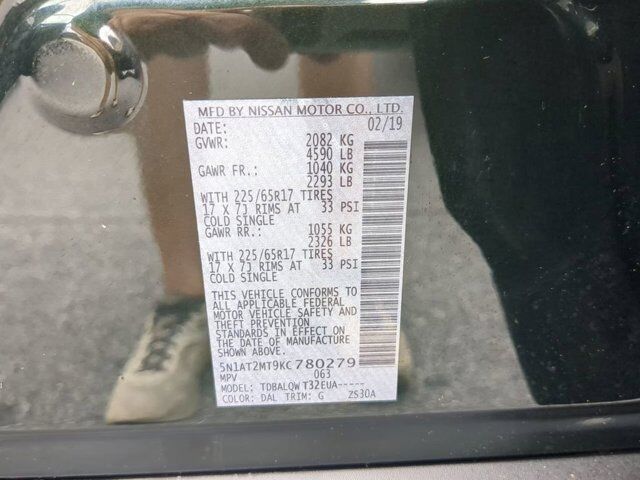 MFD BY NISSAN MOTOR CO., LTD.
DATE: 02/19
GVWR: 2082 KG
4590 LB
GAWR FR.: 1040 KG
2293 LB
WITH 225/65R17 TIRES
17 X 7J RIMS AT 33 PSI
COLD SINGLE
GAWR RR.: 1055 KG
2326 LB
WITH 225/65R17 TIRES
17 X 7J RIMS AT 33 PSI
COLD SINGLE
THIS VEHICLE CONFORMS TO
ALL APPLICABLE FEDERAL
MOTOR VEHICLE SAFETY AND
THEFT PREVENTION
STANDARDS IN EFFECT ON
THE DATE OF MANUFACTURE
SHOWN ABOVE.
5N1AT2MT9KC780279
MPV 063
MODEL: TDBALQWT32EUA-----
COLOR: DAL TRIM: G ZS30A